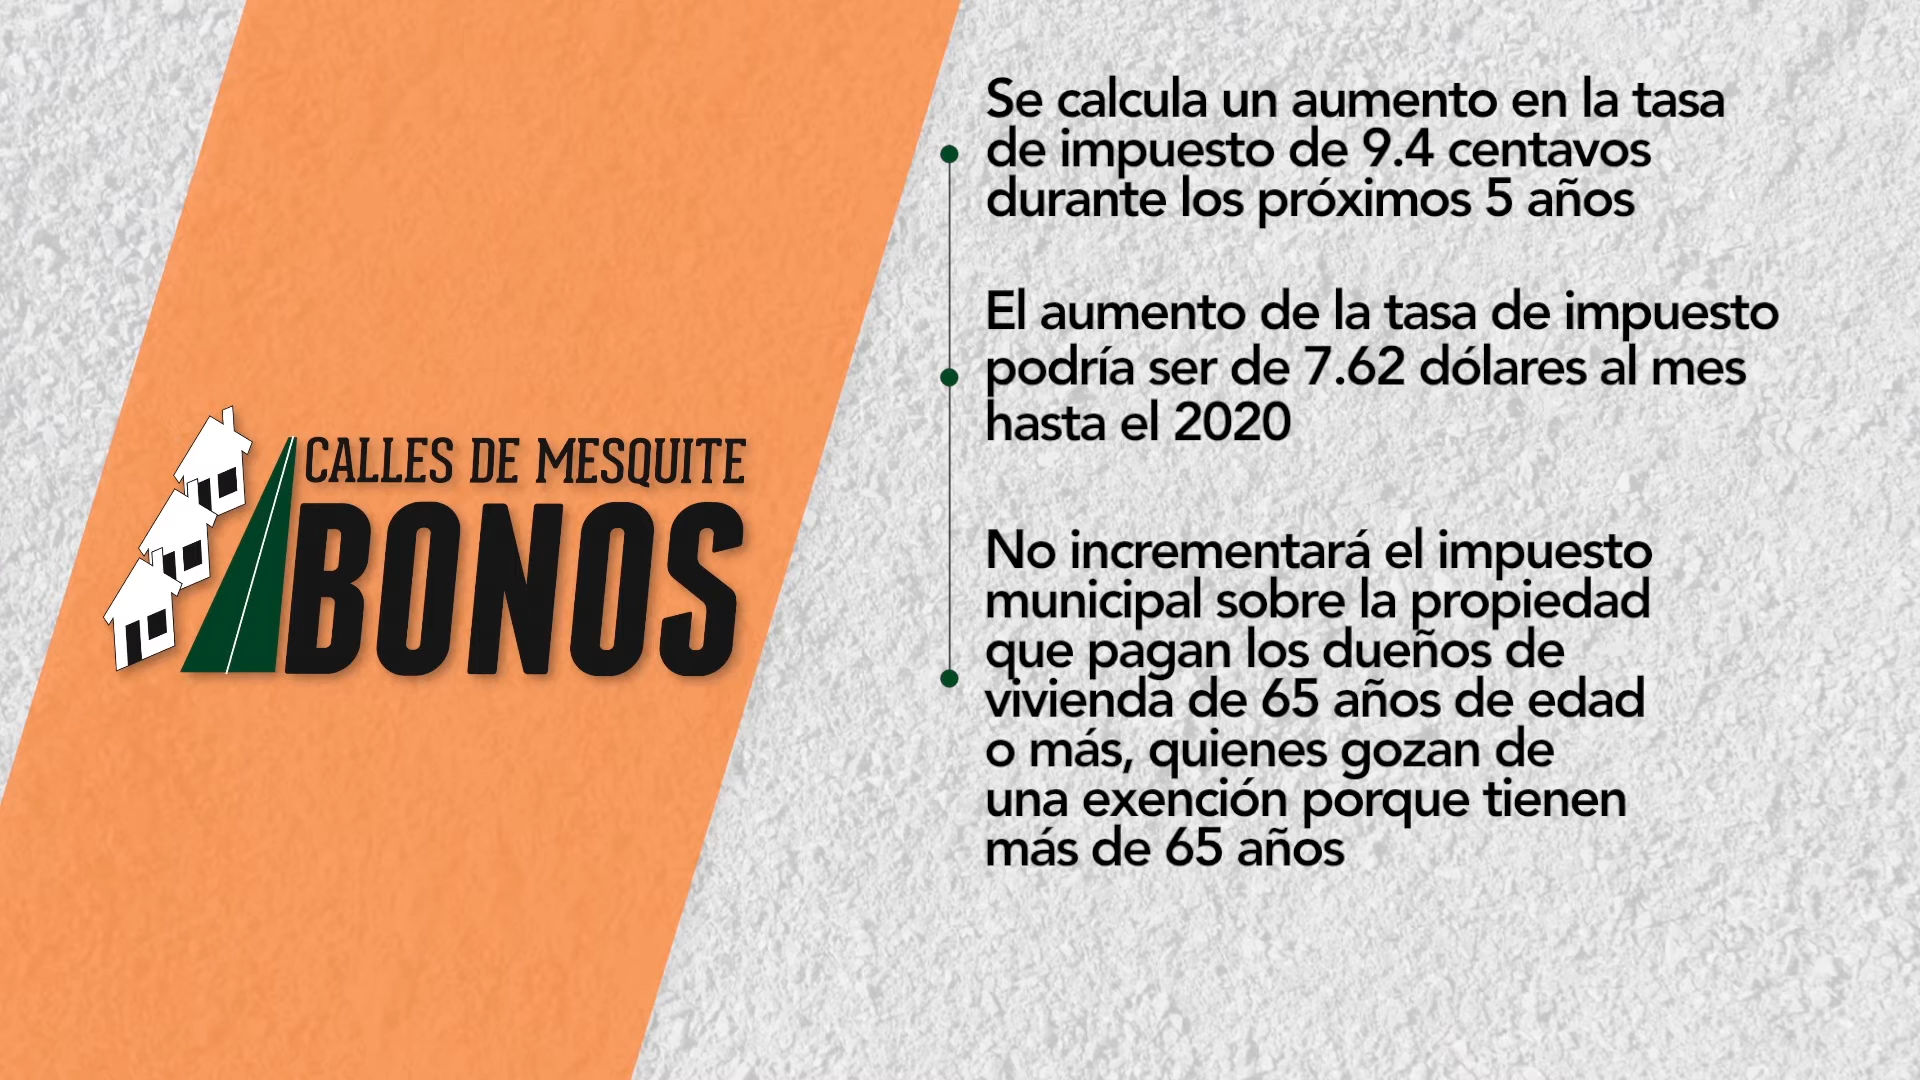 CALLES DE MESQUITE
BONOS
Se calcula un aumento en la tasa
de impuesto de 9.4 centavos
durante los próximos 5 años
El aumento de la tasa de impuesto
podría ser de 7.62 dólares al mes
hasta el 2020
No incrementará el impuesto
municipal sobre la propiedad
que pagan los dueños de
vivienda de 65 años de edad
o más, quienes gozan de
una exención porque tienen
más de 65 años